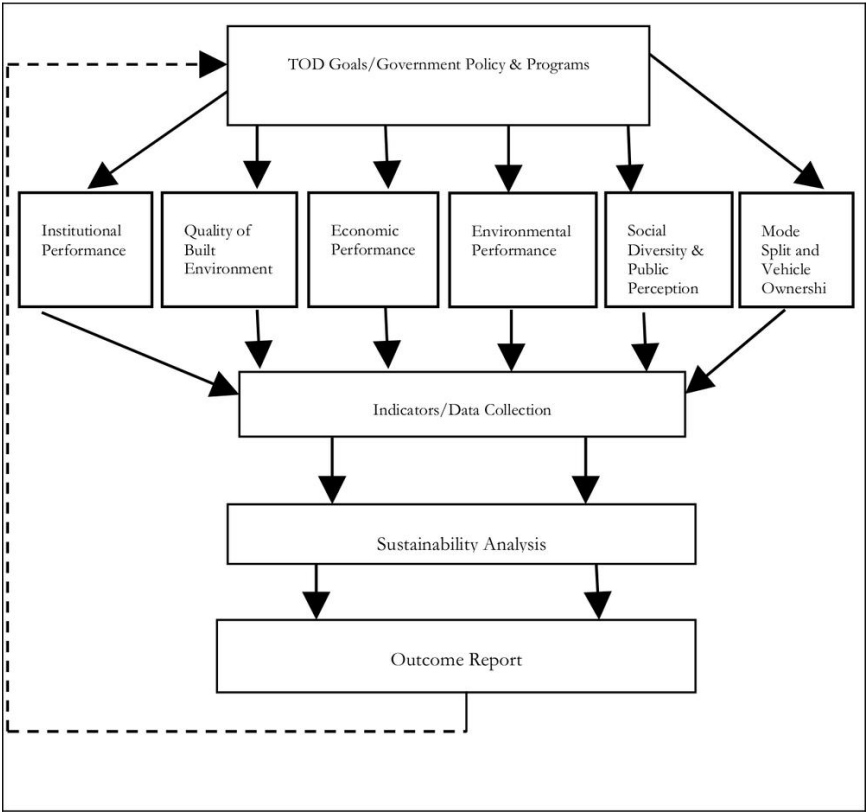 TOD Goals/Government Policy & Programs
Institutional
Performance
Quality of
Built
Environment
Economic
Performance
Environmental
Performance
Social
Diversity &
Public
Perception
Mode
Split and
Vehicle
Ownershi
Indicators/Data Collection
Sustainability Analysis
Outcome Report